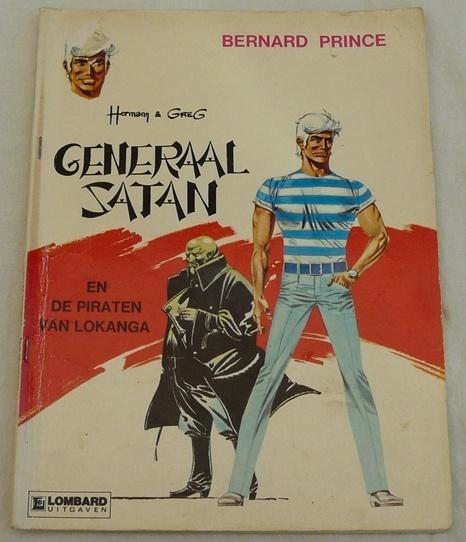 BERNARD PRINCE
Hermann & GREG
GENERAAL
SATAN
EN
DE PIRATEN
VAN LOKANGA
LOMBARD
UITGAVEN